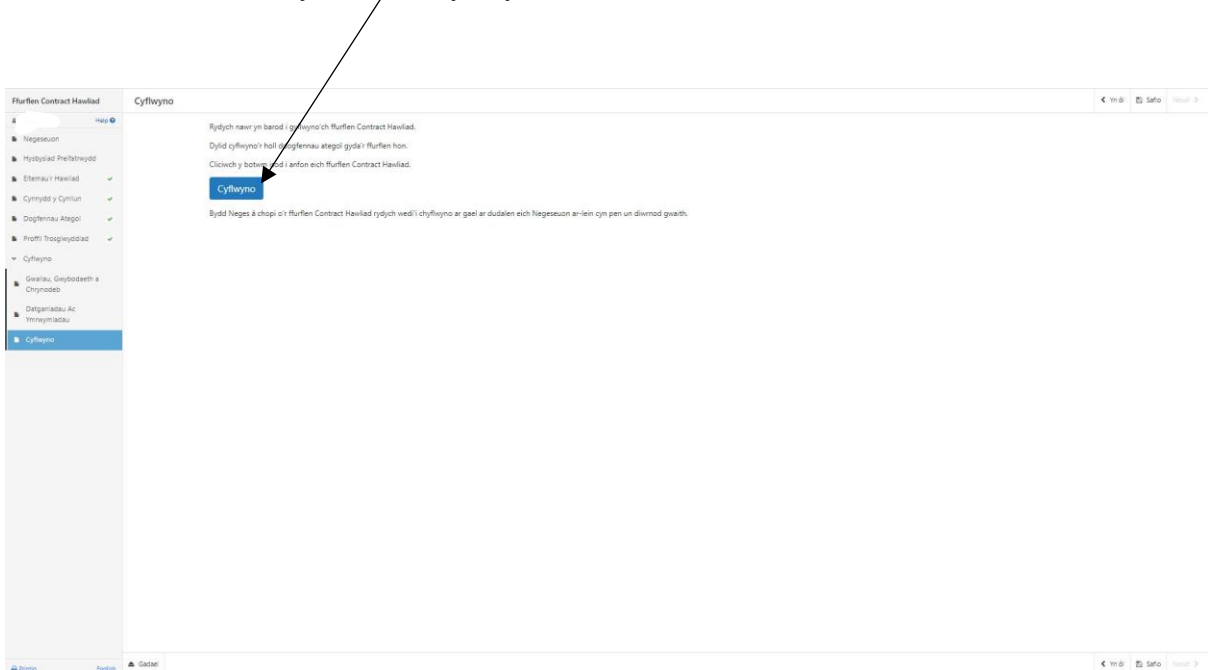 Ffurflen Contract Hawliad
Cyflwyno
Yn ôl
Safio
Nesaf
Help
Negeseuon
Hysbysiad Preifatrwydd
Eitemau'r Hawliad
Cynnydd y Cynllun
Dogfennau Ategol
Proffil Trosglwyddiad
Cyflwyno
Gwallau, Gwybodaeth a
Chrynodeb
Datganiadau Ac
Ymrwymiadau
Cyflwyno
Rydych nawr yn barod i gyflwyno'ch ffurflen Contract Hawliad.
Dylid cyflwyno'r holl ddogfennau ategol gyda'r ffurflen hon.
Cliciwch y botwm isod i anfon eich ffurflen Contract Hawliad.
Cyflwyno
Bydd Neges â chopi o'r ffurflen Contract Hawliad rydych wedi'i chyflwyno ar gael ar dudalen eich Negeseuon ar-lein cyn pen un diwrnod gwaith.
Printio
English
Gadael
Yn ôl
Safio
Nesaf